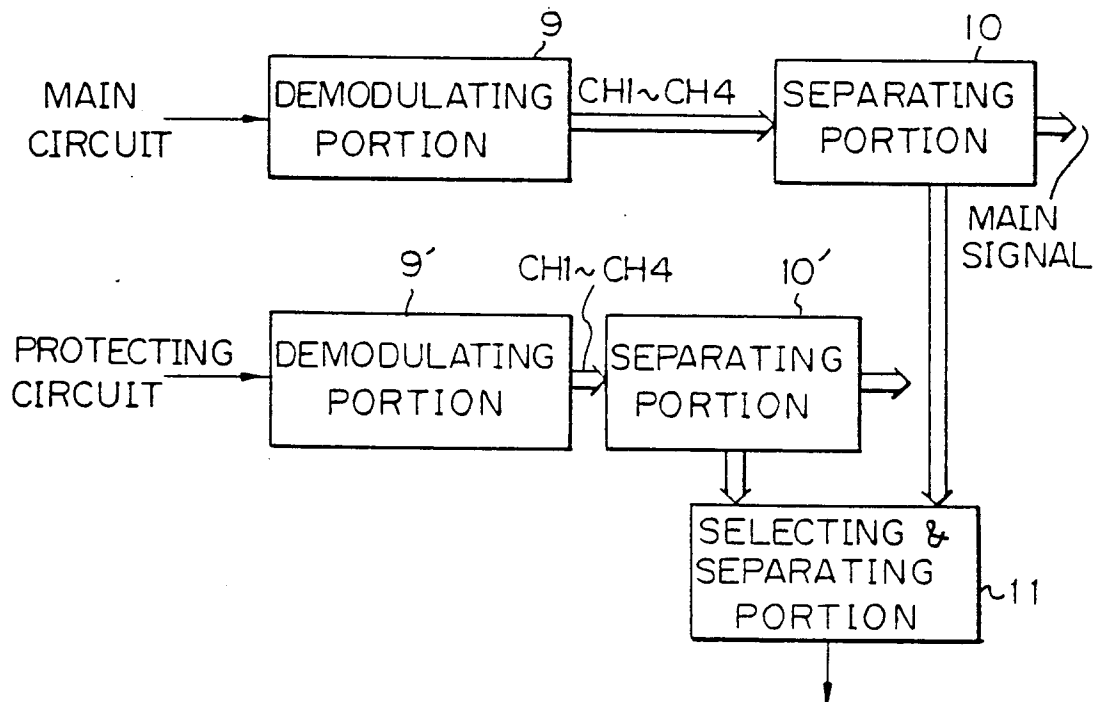 9
10
MAIN
CIRCUIT
DEMODULATING
PORTION
CH1~CH4
SEPARATING
PORTION
MAIN
SIGNAL
9'
CH1~CH4
10'
PROTECTING
CIRCUIT
DEMODULATING
PORTION
SEPARATING
PORTION
SELECTING &
SEPARATING
PORTION
11